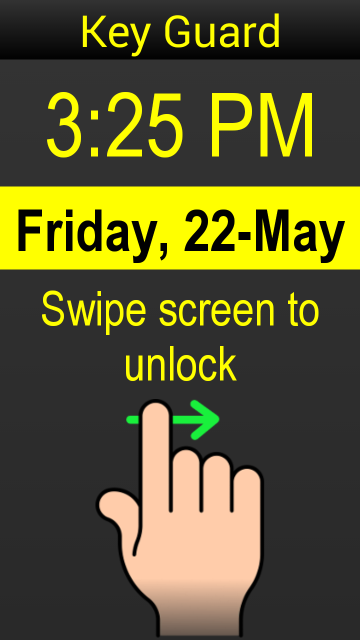 Key Guard
3:25 PM
Friday, 22-May
Swipe screen to
unlock